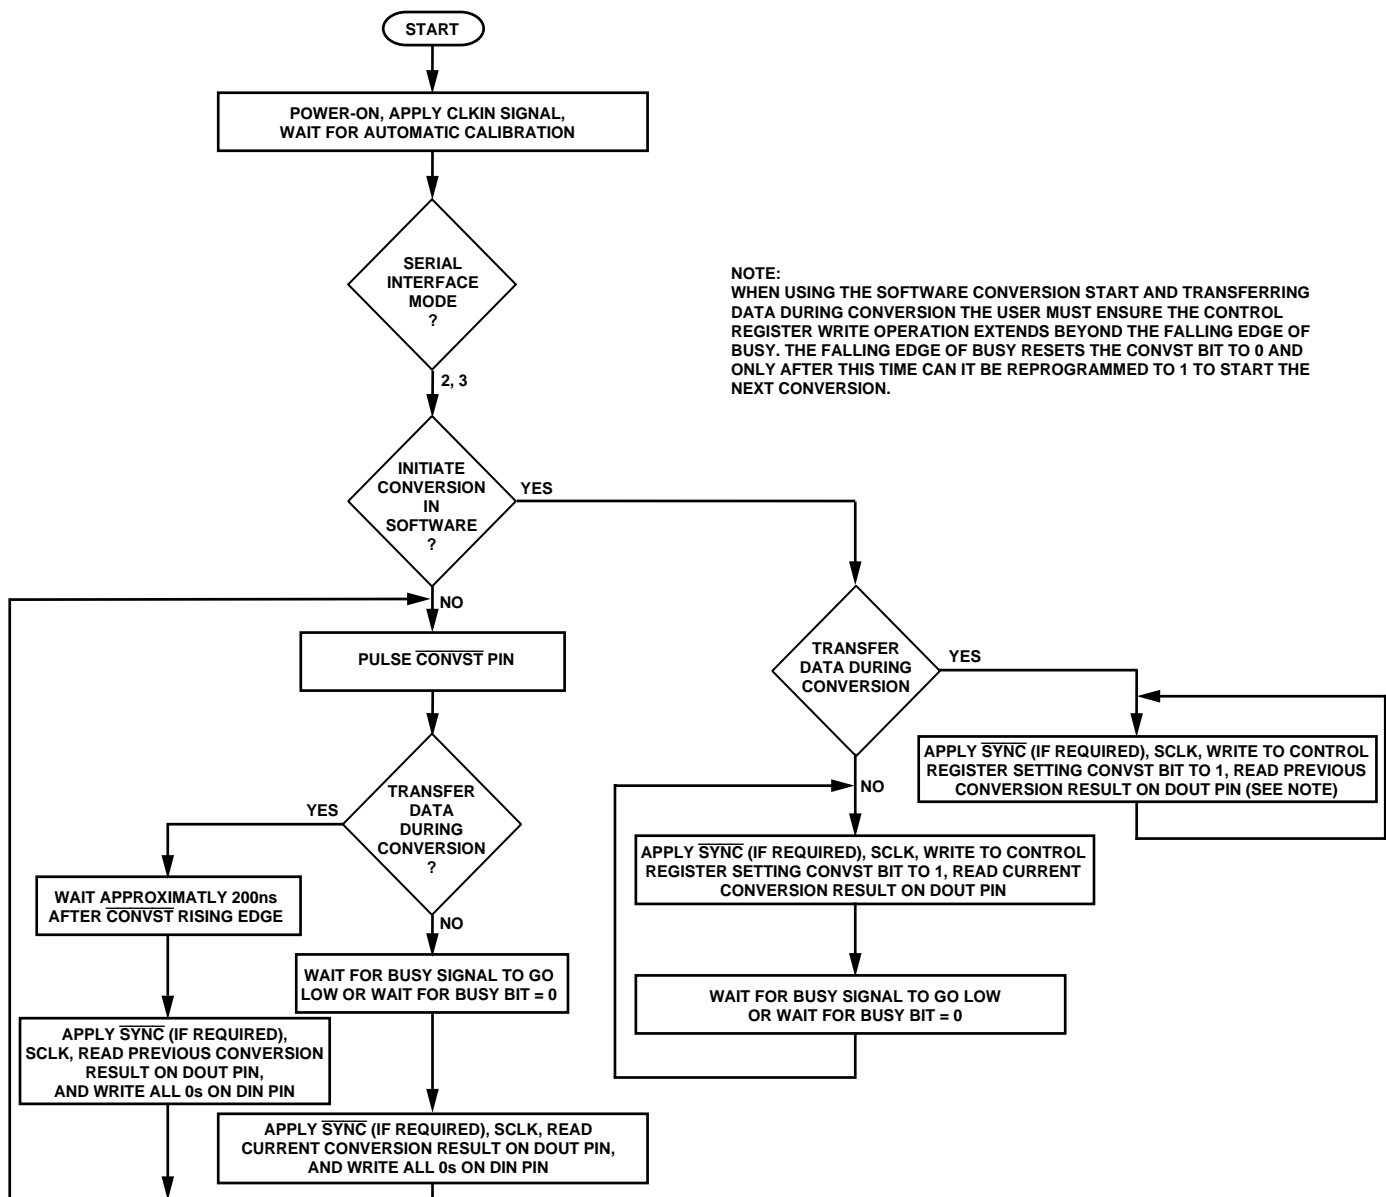 START
POWER-ON, APPLY CLKIN SIGNAL,
WAIT FOR AUTOMATIC CALIBRATION
SERIAL
INTERFACE
MODE
?
2, 3
NOTE:
WHEN USING THE SOFTWARE CONVERSION START AND TRANSFERRING
DATA DURING CONVERSION THE USER MUST ENSURE THE CONTROL
REGISTER WRITE OPERATION EXTENDS BEYOND THE FALLING EDGE OF
BUSY. THE FALLING EDGE OF BUSY RESETS THE CONVST BIT TO 0 AND
ONLY AFTER THIS TIME CAN IT BE REPROGRAMMED TO 1 TO START THE
NEXT CONVERSION.
INITIATE
CONVERSION
IN
SOFTWARE
?
YES
NO
PULSE CONVST PIN
TRANSFER
DATA
DURING
CONVERSION
?
YES
WAIT APPROXIMATLY 200ns
AFTER CONVST RISING EDGE
APPLY SYNC (IF REQUIRED),
SCLK, READ PREVIOUS CONVERSION
RESULT ON DOUT PIN,
AND WRITE ALL 0s ON DIN PIN
NO
WAIT FOR BUSY SIGNAL TO GO
LOW OR WAIT FOR BUSY BIT = 0
APPLY SYNC (IF REQUIRED), SCLK, READ
CURRENT CONVERSION RESULT ON DOUT PIN,
AND WRITE ALL 0s ON DIN PIN
TRANSFER
DATA DURING
CONVERSION
YES
APPLY SYNC (IF REQUIRED), SCLK, WRITE TO CONTROL
REGISTER SETTING CONVST BIT TO 1, READ PREVIOUS
CONVERSION RESULT ON DOUT PIN (SEE NOTE)
NO
APPLY SYNC (IF REQUIRED), SCLK, WRITE TO CONTROL
REGISTER SETTING CONVST BIT TO 1, READ CURRENT
CONVERSION RESULT ON DOUT PIN
WAIT FOR BUSY SIGNAL TO GO LOW
OR WAIT FOR BUSY BIT = 0